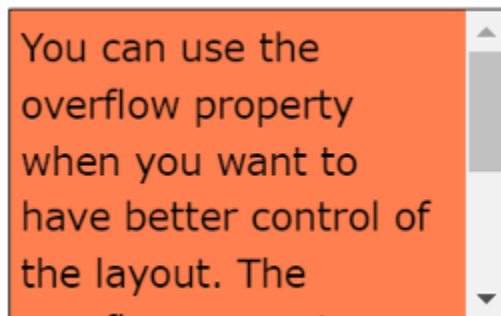 You can use the
overflow property
when you want to
have better control of
the layout. The